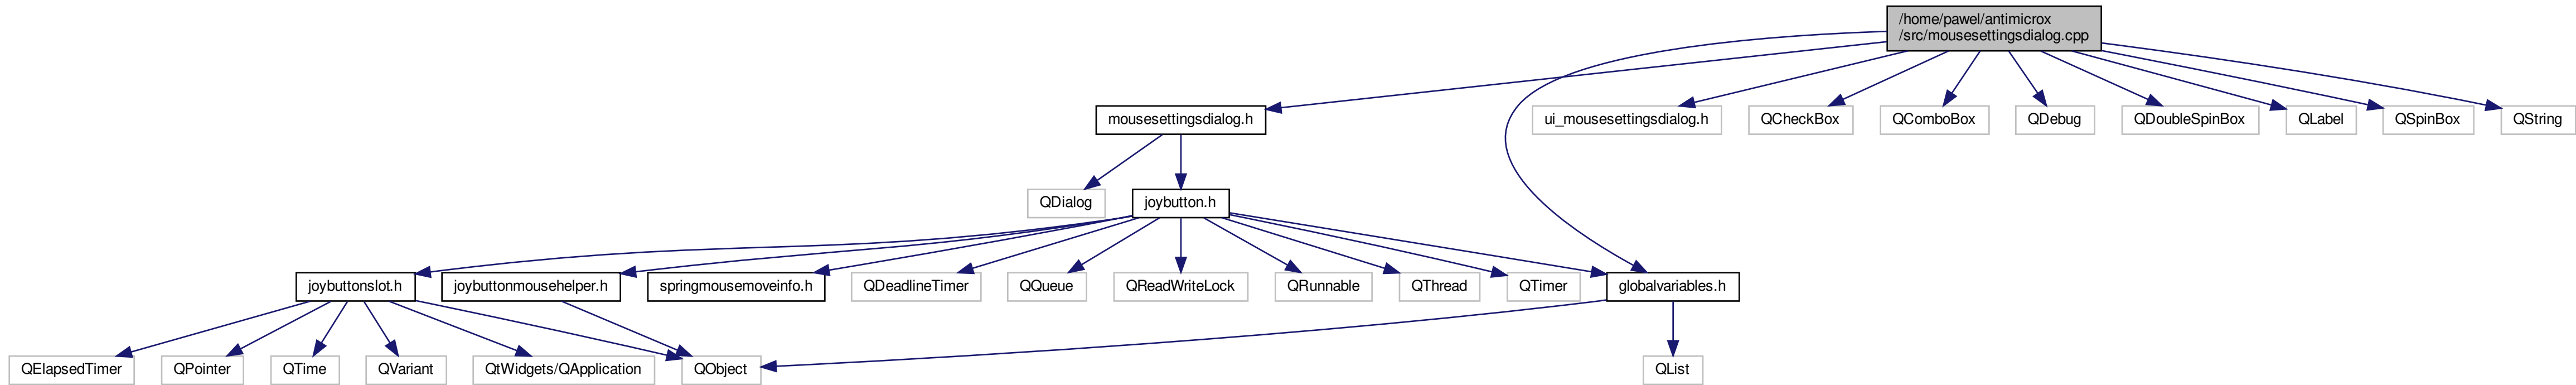 /home/pawel/antimicrox
/src/mousesettingsdialog.cpp
mousesettingsdialog.h
ui_mousesettingsdialog.h
QCheckBox
QComboBox
QDebug
QDoubleSpinBox
QLabel
QSpinBox
QString
QDialog
joybutton.h
joybuttonslot.h
joybuttonmousehelper.h
springmousemoveinfo.h
QDeadlineTimer
QQueue
QReadWriteLock
QRunnable
QThread
QTimer
globalvariables.h
QElapsedTimer
QPointer
QTime
QVariant
QtWidgets/QApplication
QObject
QList